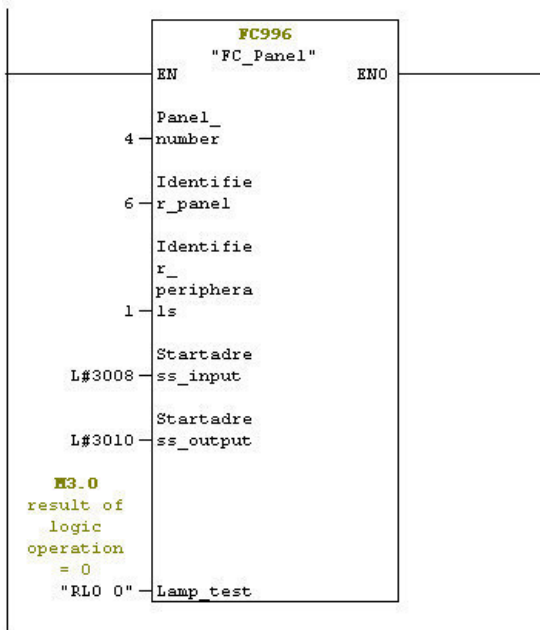 FC996
"FC_Panel"
EN ENO
Panel_
4 number
Identifie
6 r_panel
Identifie
r_
periphera
1 ls
Startadre
L#3008 ss_input
Startadre
L#3010 ss_output
M3.0
result of
logic
operation
= 0
"RLO 0" Lamp_test